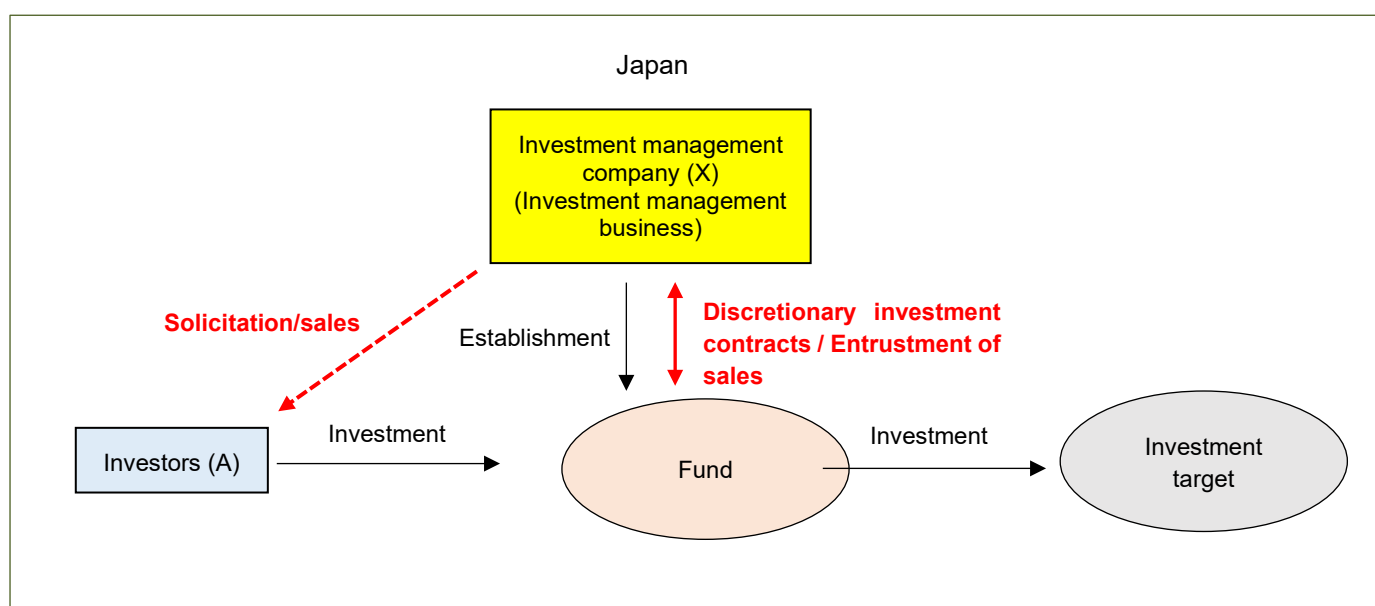 Japan
Investment management
company (X)
(Investment management
business)
Solicitation/sales
Establishment
Discretionary investment
contracts / Entrustment of
sales
Investors (A)
Investment
Fund
Investment
Investment
target